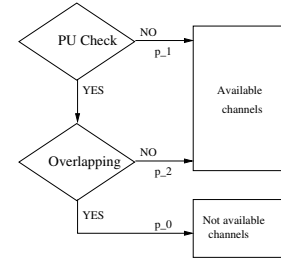 PU Check
NO
p_1
YES
Available
channels
Overlapping
NO
p_2
YES
p_0
Not available
channels